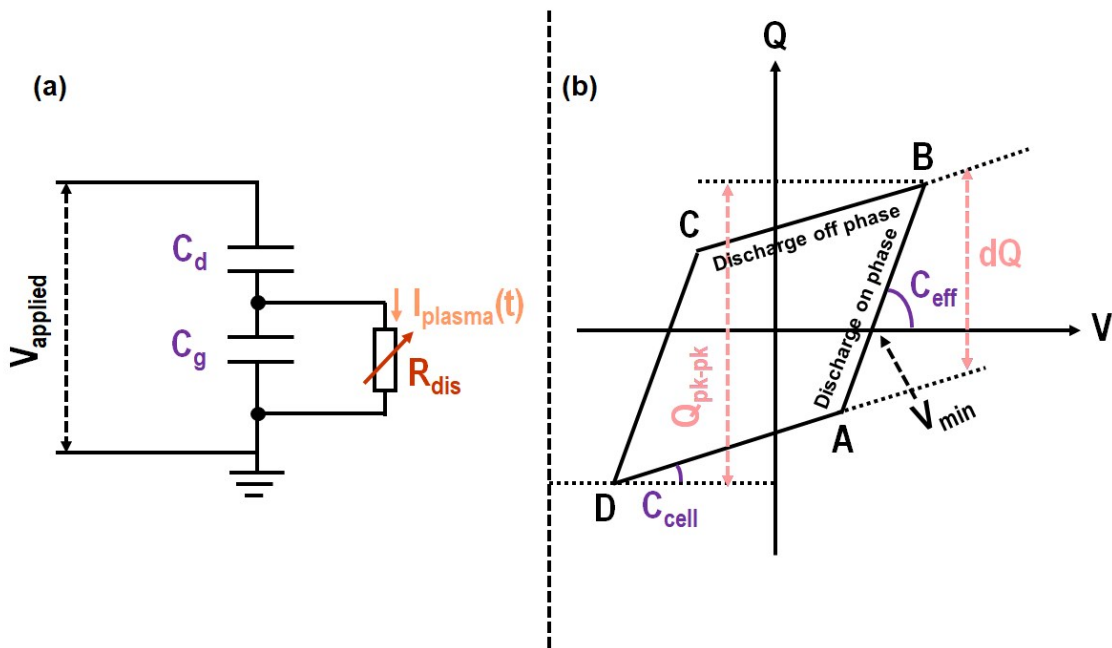 (a)
V_applied
C_d
C_g
I_plasma(t)
R_dis
(b)
Q
V
B
C
Discharge off phase
Discharge on phase
dQ
C_eff
Q_pk-pk
V_min
A
D
C_cell